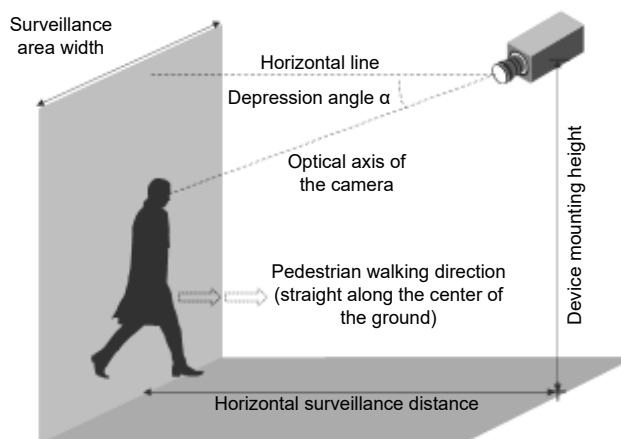 Surveillance
area width
Horizontal line
Depression angle α
Optical axis of
the camera
Pedestrian walking direction
(straight along the center of
the ground)
Device mounting height
Horizontal surveillance distance